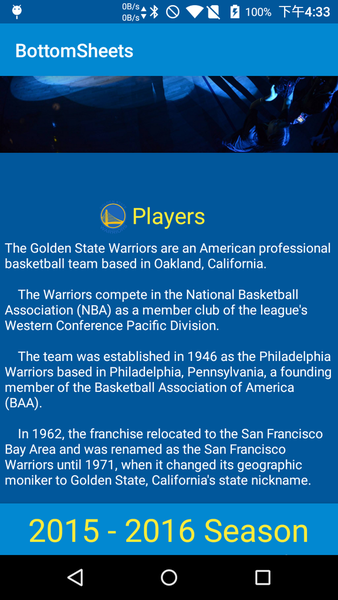 0B/s
0B/s
100% 下午4:33
BottomSheets
Players
The Golden State Warriors are an American professional
basketball team based in Oakland, California.
The Warriors compete in the National Basketball
Association (NBA) as a member club of the league's
Western Conference Pacific Division.
The team was established in 1946 as the Philadelphia
Warriors based in Philadelphia, Pennsylvania, a founding
member of the Basketball Association of America
(BAA).
In 1962, the franchise relocated to the San Francisco
Bay Area and was renamed as the San Francisco
Warriors until 1971, when it changed its geographic
moniker to Golden State, California's state nickname.
2015 - 2016 Season